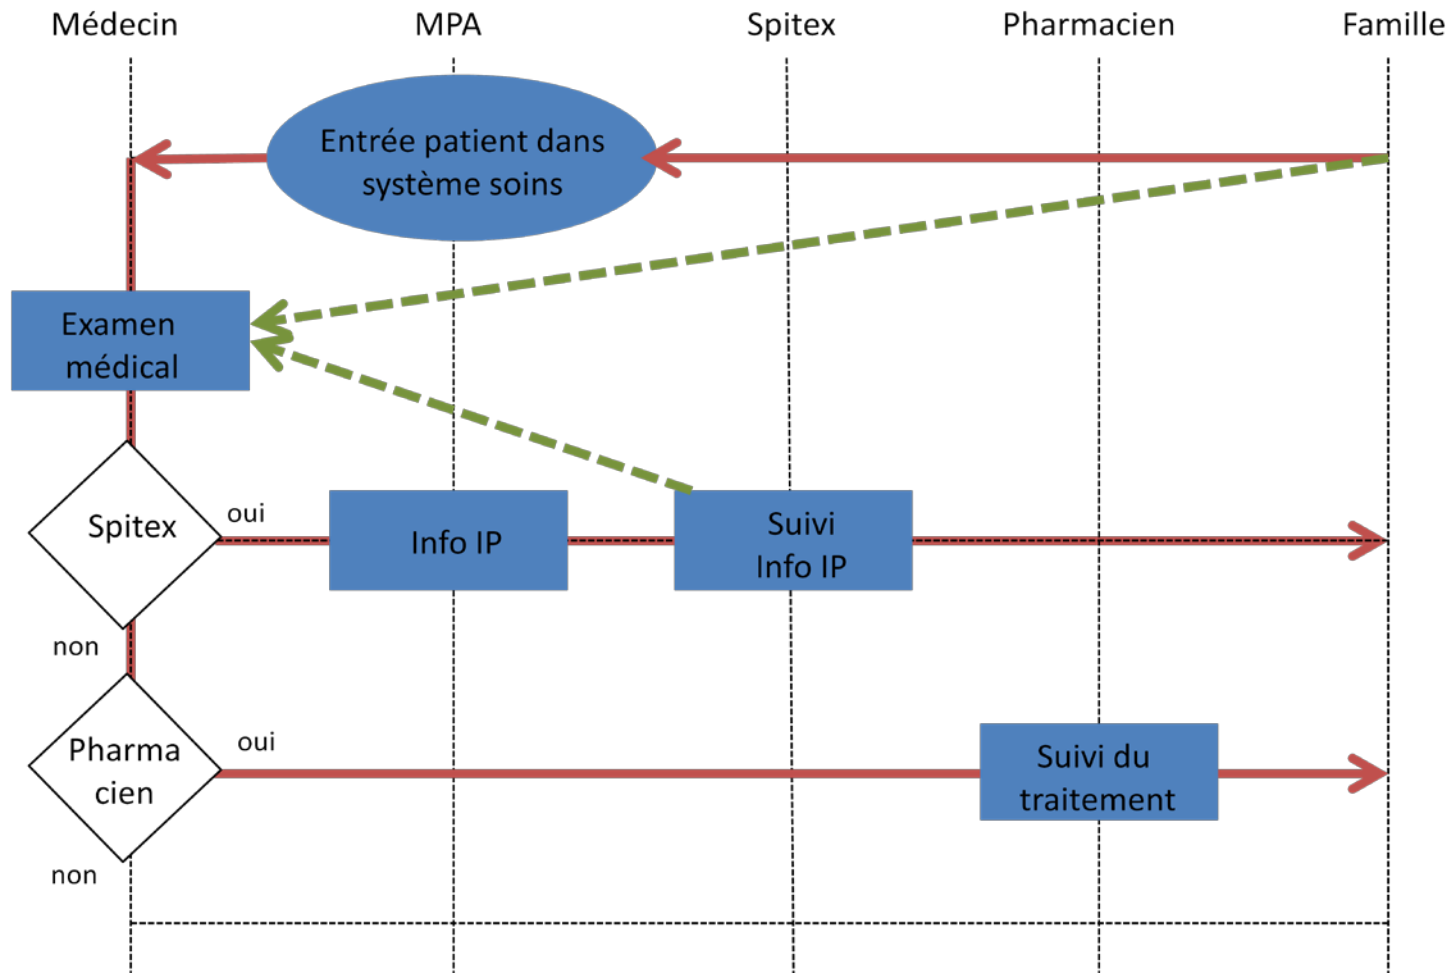 Médecin
MPA
Spitex
Pharmacien
Famille
Entrée patient dans
système soins
Examen
médical
Spitex
oui
Info IP
Suivi
Info IP
non
Pharma
cien
oui
Suivi du
traitement
non